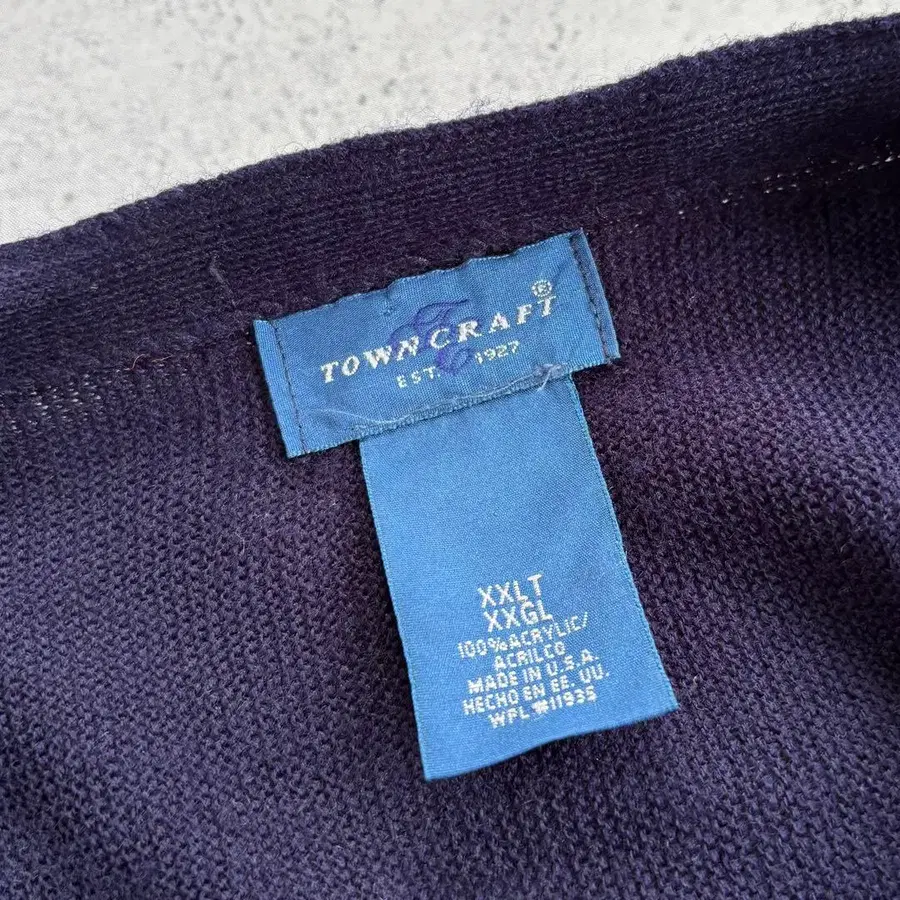 TOWNCRAFT®
EST. 1927
XXLT
XXGL
100% ACRYLIC/
ACRILCO
MADE IN U.S.A.
HECHO EN EE. UU.
WPL #11935